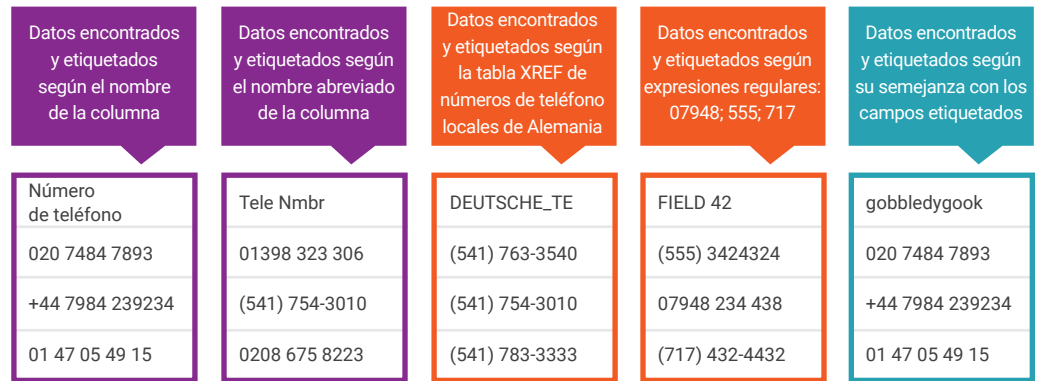 Datos encontrados
y etiquetados
según el nombre
de la columna
Datos encontrados
y etiquetados según
el nombre abreviado
de la columna
Datos encontrados
y etiquetados según
la tabla XREF de
números de teléfono
locales de Alemania
Datos encontrados
y etiquetados según
expresiones regulares:
07948; 555; 717
Datos encontrados
y etiquetados según
su semejanza con los
campos etiquetados
Número
de teléfono
020 7484 7893
+44 7984 239234
01 47 05 49 15
Tele Nmbr
01398 323 306
(541) 754-3010
0208 675 8223
DEUTSCHE_TE
(541) 763-3540
(541) 754-3010
(541) 783-3333
FIELD 42
(555) 3424324
07948 234 438
(717) 432-4432
gobbledygook
020 7484 7893
+44 7984 239234
01 47 05 49 15